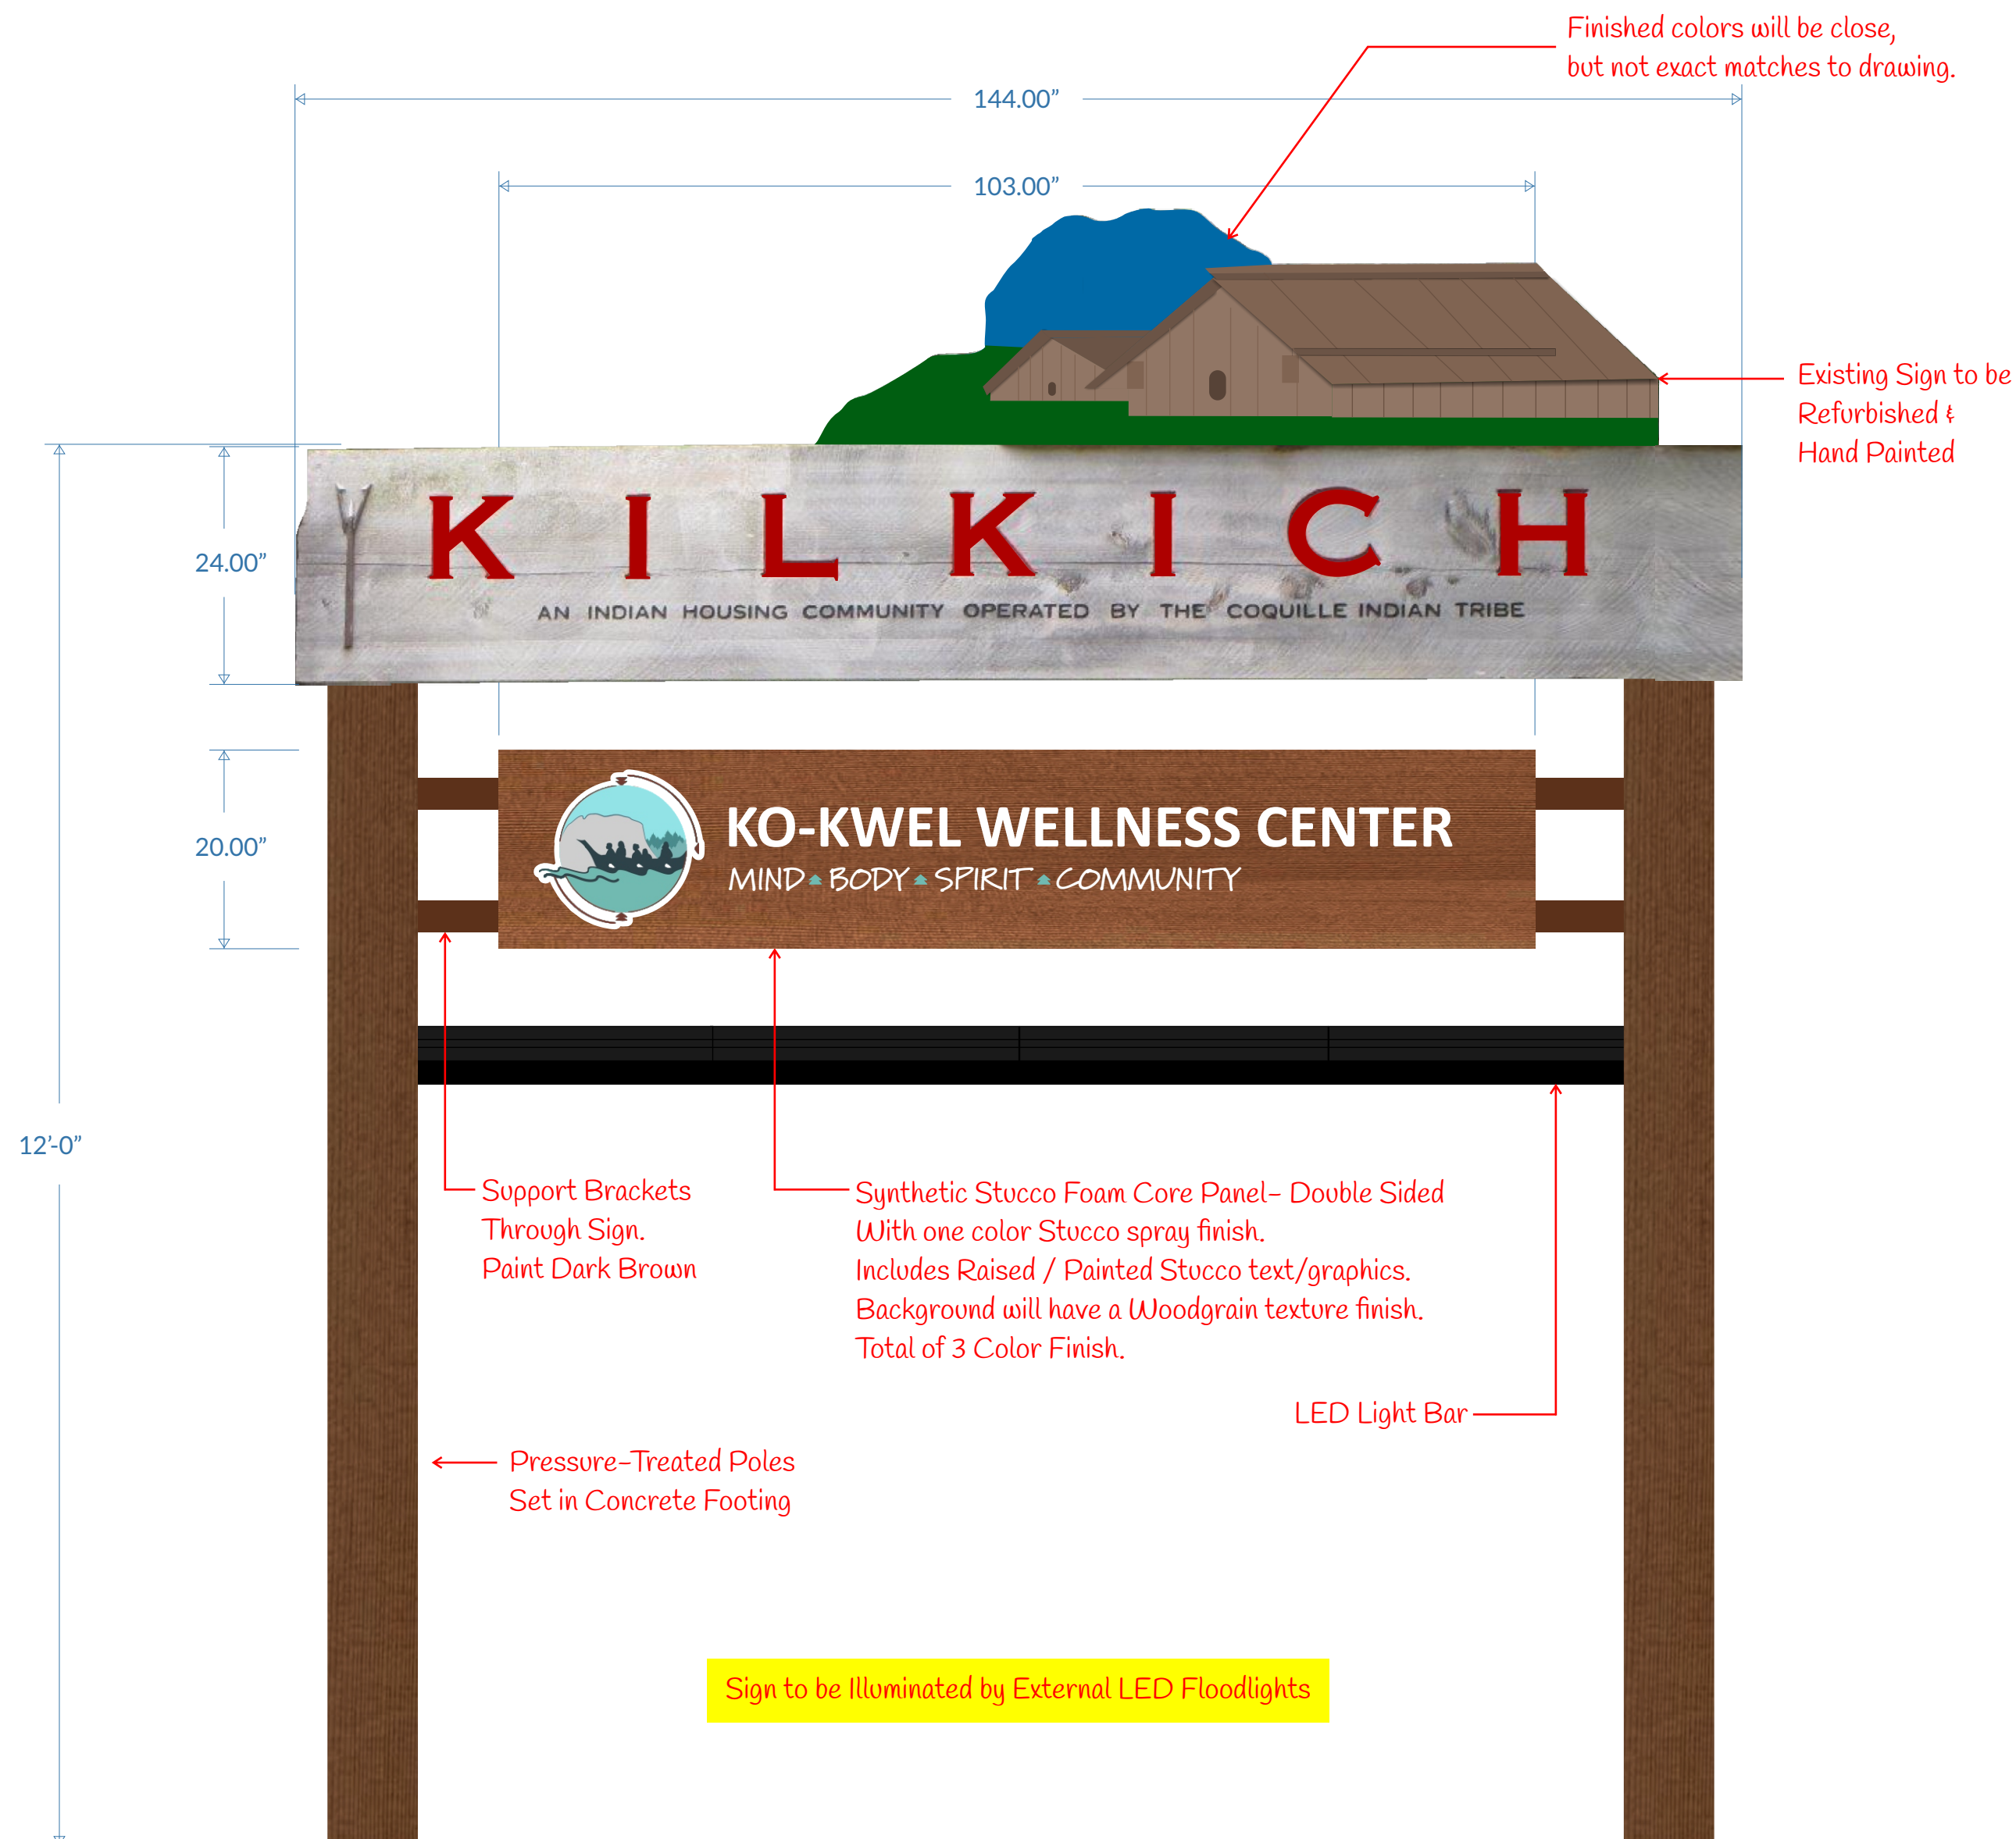 Finished colors will be close,
but not exact matches to drawing.
144.00”
103.00”
Existing Sign to be
Refurbished &
Hand Painted
24.00”
KILKICH
AN INDIAN HOUSING COMMUNITY OPERATED BY THE COQUILLE INDIAN TRIBE
20.00”
KO-KWEL WELLNESS CENTER
MIND BODY SPIRIT COMMUNITY
12’-0”
Support Brackets
Through Sign.
Paint Dark Brown
Synthetic Stucco Foam Core Panel- Double Sided
With one color Stucco spray finish.
Includes Raised / Painted Stucco text/graphics.
Background will have a Woodgrain texture finish.
Total of 3 Color Finish.
LED Light Bar
Pressure-Treated Poles
Set in Concrete Footing
Sign to be Illuminated by External LED Floodlights